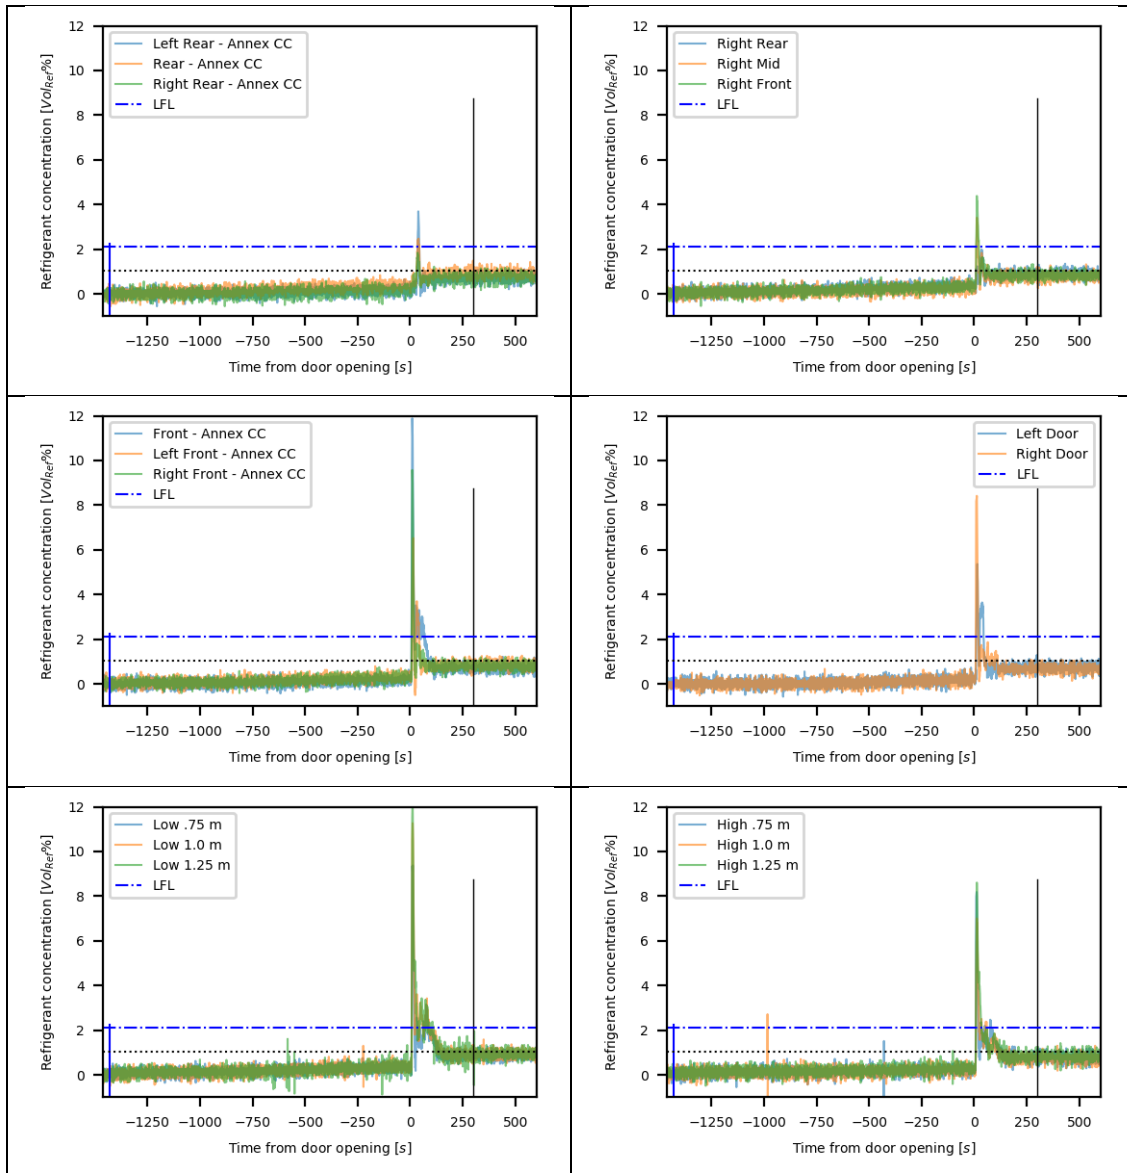 12
10
8
6
4
2
0
Refrigerant concentration [Vol_Ref%]
Left Rear - Annex CC
Rear - Annex CC
Right Rear - Annex CC
LFL
−1250 −1000 −750 −500 −250 0 250 500
Time from door opening [s]
12
10
8
6
4
2
0
Refrigerant concentration [Vol_Ref%]
Right Rear
Right Mid
Right Front
LFL
−1250 −1000 −750 −500 −250 0 250 500
Time from door opening [s]
12
10
8
6
4
2
0
Refrigerant concentration [Vol_Ref%]
Front - Annex CC
Left Front - Annex CC
Right Front - Annex CC
LFL
−1250 −1000 −750 −500 −250 0 250 500
Time from door opening [s]
12
10
8
6
4
2
0
Refrigerant concentration [Vol_Ref%]
Left Door
Right Door
LFL
−1250 −1000 −750 −500 −250 0 250 500
Time from door opening [s]
12
10
8
6
4
2
0
Refrigerant concentration [Vol_Ref%]
Low .75 m
Low 1.0 m
Low 1.25 m
LFL
−1250 −1000 −750 −500 −250 0 250 500
Time from door opening [s]
12
10
8
6
4
2
0
Refrigerant concentration [Vol_Ref%]
High .75 m
High 1.0 m
High 1.25 m
LFL
−1250 −1000 −750 −500 −250 0 250 500
Time from door opening [s]